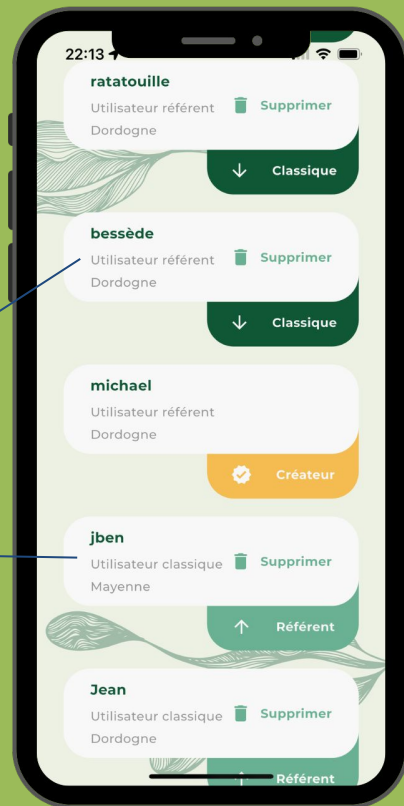 22:13
ratatouille
Utilisateur référent
Supprimer
Dordogne
Classique
bessède
Utilisateur référent
Supprimer
Dordogne
Classique
michael
Utilisateur référent
Dordogne
Créateur
jben
Utilisateur classique
Supprimer
Mayenne
Référent
Jean
Utilisateur classique
Supprimer
Dordogne
Référent